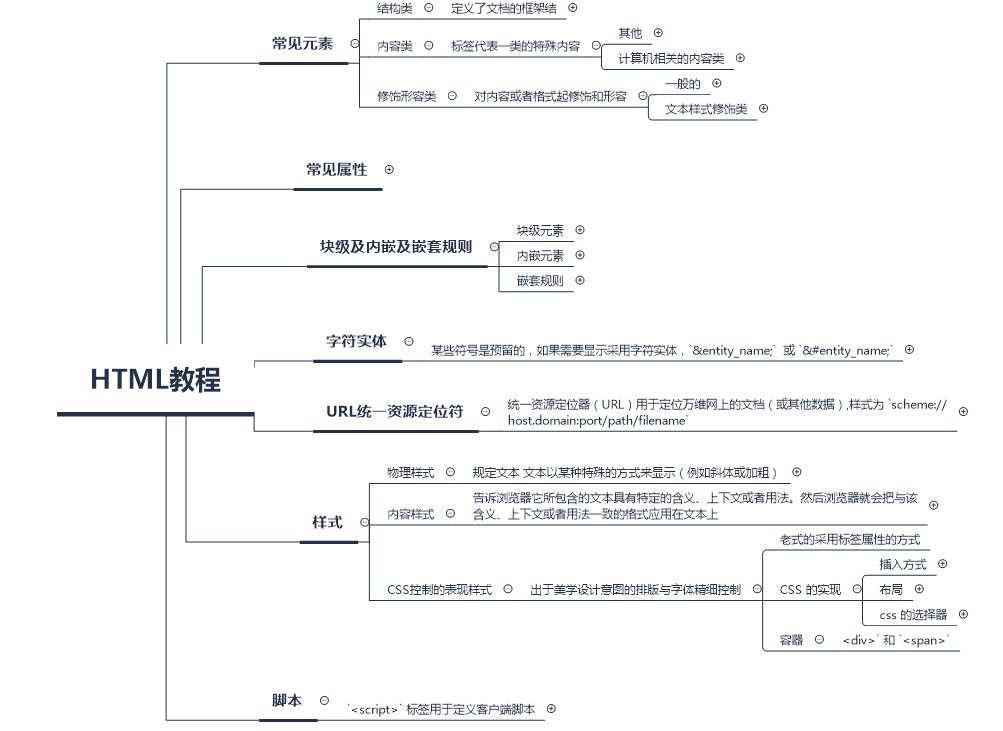 结构类
定义了文档的框架结
常见元素
内容类
标签代表一类的特殊内容
其他
计算机相关的内容类
修饰形容类
对内容或者格式起修饰和形容
一般的
文本样式修饰类
常见属性
块级及内嵌及嵌套规则
块级元素
内嵌元素
嵌套规则
字符实体
某些符号是预留的，如果需要显示采用字符实体，`&entity_name;` 或 `&#entity_name;`
HTML教程
URL统一资源定位符
统一资源定位器（URL）用于定位万维网上的文档（或其他数据）,样式为 `scheme://
host.domain:port/path/filename`
物理样式
规定文本 文本以某种特殊的方式来显示（例如斜体或加粗）
样式
内容样式
告诉浏览器它所包含的文本具有特定的含义、上下文或者用法。然后浏览器就会把与该
含义、上下文或者用法一致的格式应用在文本上
CSS控制的表现样式
出于美学设计意图的排版与字体精细控制
老式的采用标签属性的方式
CSS 的实现
插入方式
布局
css 的选择器
容器
<div>` 和 `<span>`
脚本
`<script>` 标签用于定义客户端脚本